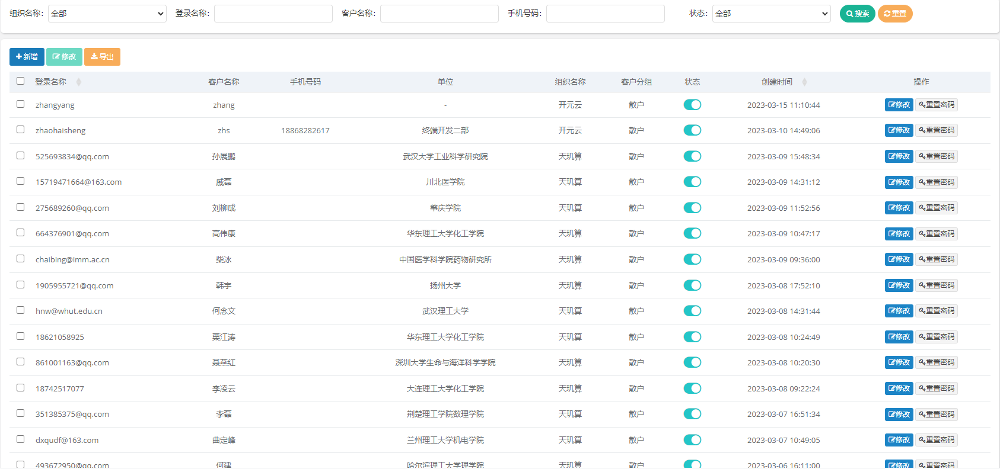 组织名称: 全部 登录名称: 客户名称: 手机号码: 状态: 全部 搜索 重置
新增 修改 导出
登录名称 客户名称 手机号码 单位 组织名称 客户分组 状态 创建时间 操作
zhangyang zhang - 开元云 散户 2023-03-15 11:10:44 修改 重置密码
zhaohaisheng zhs 18868282617 终端开发二部 开元云 散户 2023-03-10 14:49:06 修改 重置密码
525693834@qq.com 孙展鹏 武汉大学工业科学研究院 天玑算 散户 2023-03-09 15:48:34 修改 重置密码
15719471664@163.com 戚磊 川北医学院 天玑算 散户 2023-03-09 14:31:12 修改 重置密码
275689260@qq.com 刘柳成 肇庆学院 天玑算 散户 2023-03-09 11:52:56 修改 重置密码
664376901@qq.com 高伟康 华东理工大学化工学院 天玑算 散户 2023-03-09 10:47:17 修改 重置密码
chaibing@imm.ac.cn 柴冰 中国医学科学院药物研究所 天玑算 散户 2023-03-09 09:36:00 修改 重置密码
1905955721@qq.com 韩宇 扬州大学 天玑算 散户 2023-03-08 17:52:10 修改 重置密码
hnw@whut.edu.cn 何念文 武汉理工大学 天玑算 散户 2023-03-08 14:31:44 修改 重置密码
18621058925 栗江涛 华东理工大学化工学院 天玑算 散户 2023-03-08 10:24:49 修改 重置密码
861001163@qq.com 聂燕红 深圳大学生命与海洋科学学院 天玑算 散户 2023-03-08 10:20:30 修改 重置密码
18742517077 李凌云 大连理工大学化工学院 天玑算 散户 2023-03-08 09:22:24 修改 重置密码
351385375@qq.com 李磊 荆楚理工学院数理学院 天玑算 散户 2023-03-07 16:51:34 修改 重置密码
dxqudf@163.com 曲定峰 兰州理工大学机电学院 天玑算 散户 2023-03-07 10:49:05 修改 重置密码
493672950@qq.com 何建 哈尔滨理工大学理学院 天玑算 散户 2023-03-06 16:11:00 修改 重置密码